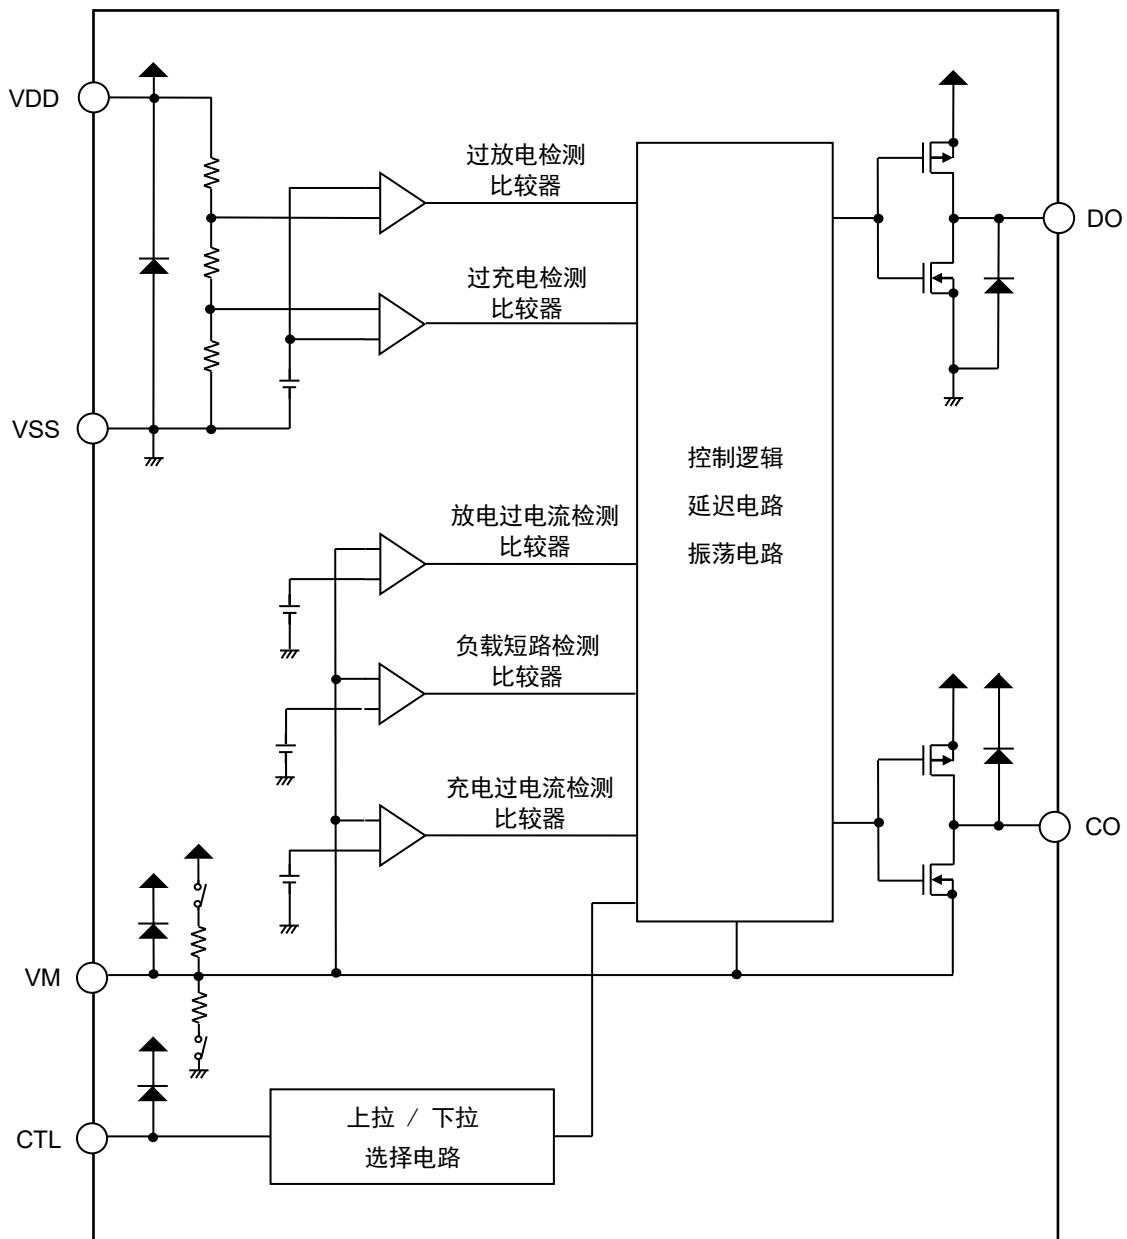 VDD
过放电检测
比较器
DO
过充电检测
比较器
VSS
控制逻辑
延迟电路
振荡电路
放电过电流检测
比较器
负载短路检测
比较器
充电过电流检测
比较器
CO
VM
CTL
上拉 / 下拉
选择电路